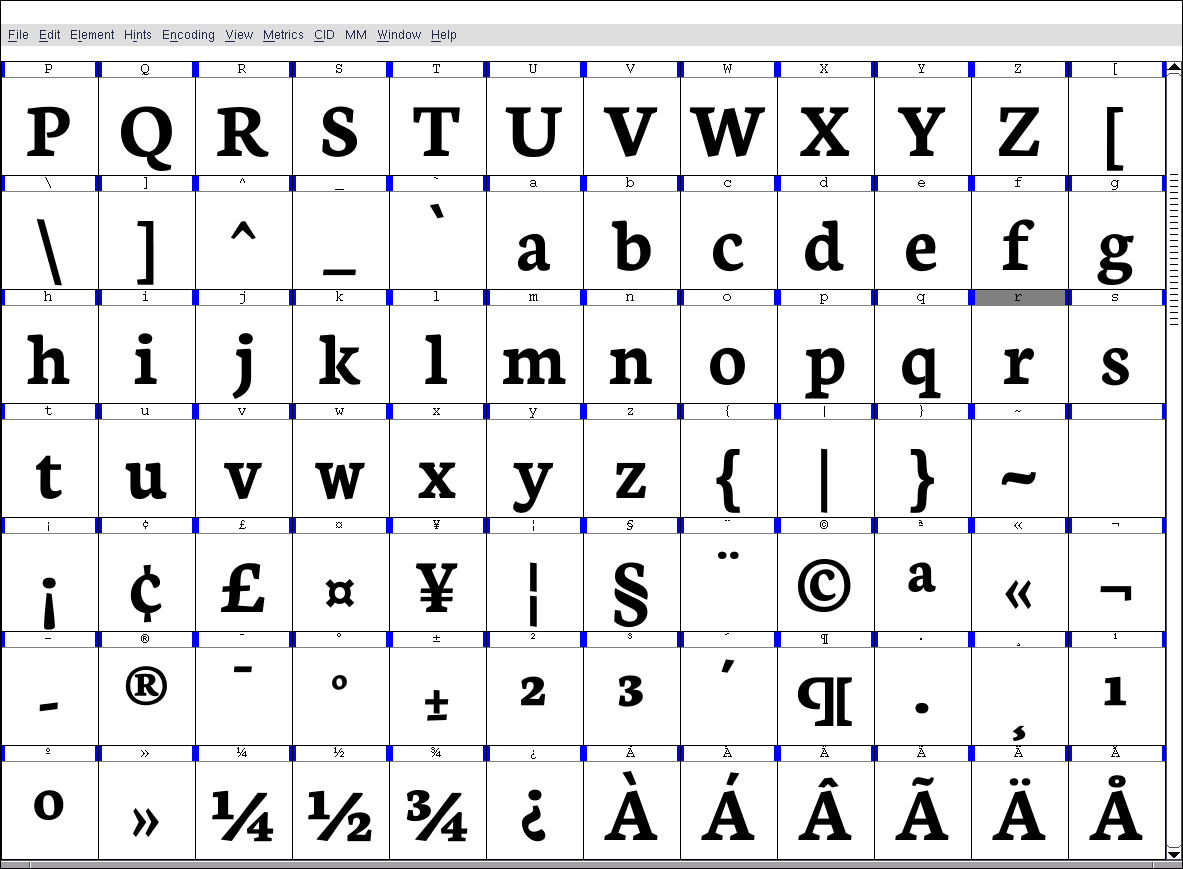 File Edit Element Hints Encoding View Metrics CID MM Window Help
P Q R S T U V W X Y Z [
P Q R S T U V W X Y Z [
\ ] ^ _ ` a b c d e f g
\ ] ^ _ ` a b c d e f g
h i j k l m n o p q r s
h i j k l m n o p q r s
t u v w x y z { | } ~
t u v w x y z { | } ~
¡ ¢ £ ¤ ¥ ¦ § ¨ © ª « ¬
¡ ¢ £ ¤ ¥ ¦ § ¨ © ª « ¬
- ® ¯ ° ± ² ³ ´ ¶ · ¸ ¹
- ® ¯ ° ± ² ³ ´ ¶ · ¸ ¹
º » ¼ ½ ¾ ¿ À Á Â Ã Ä Å
º » ¼ ½ ¾ ¿ À Á Â Ã Ä Å